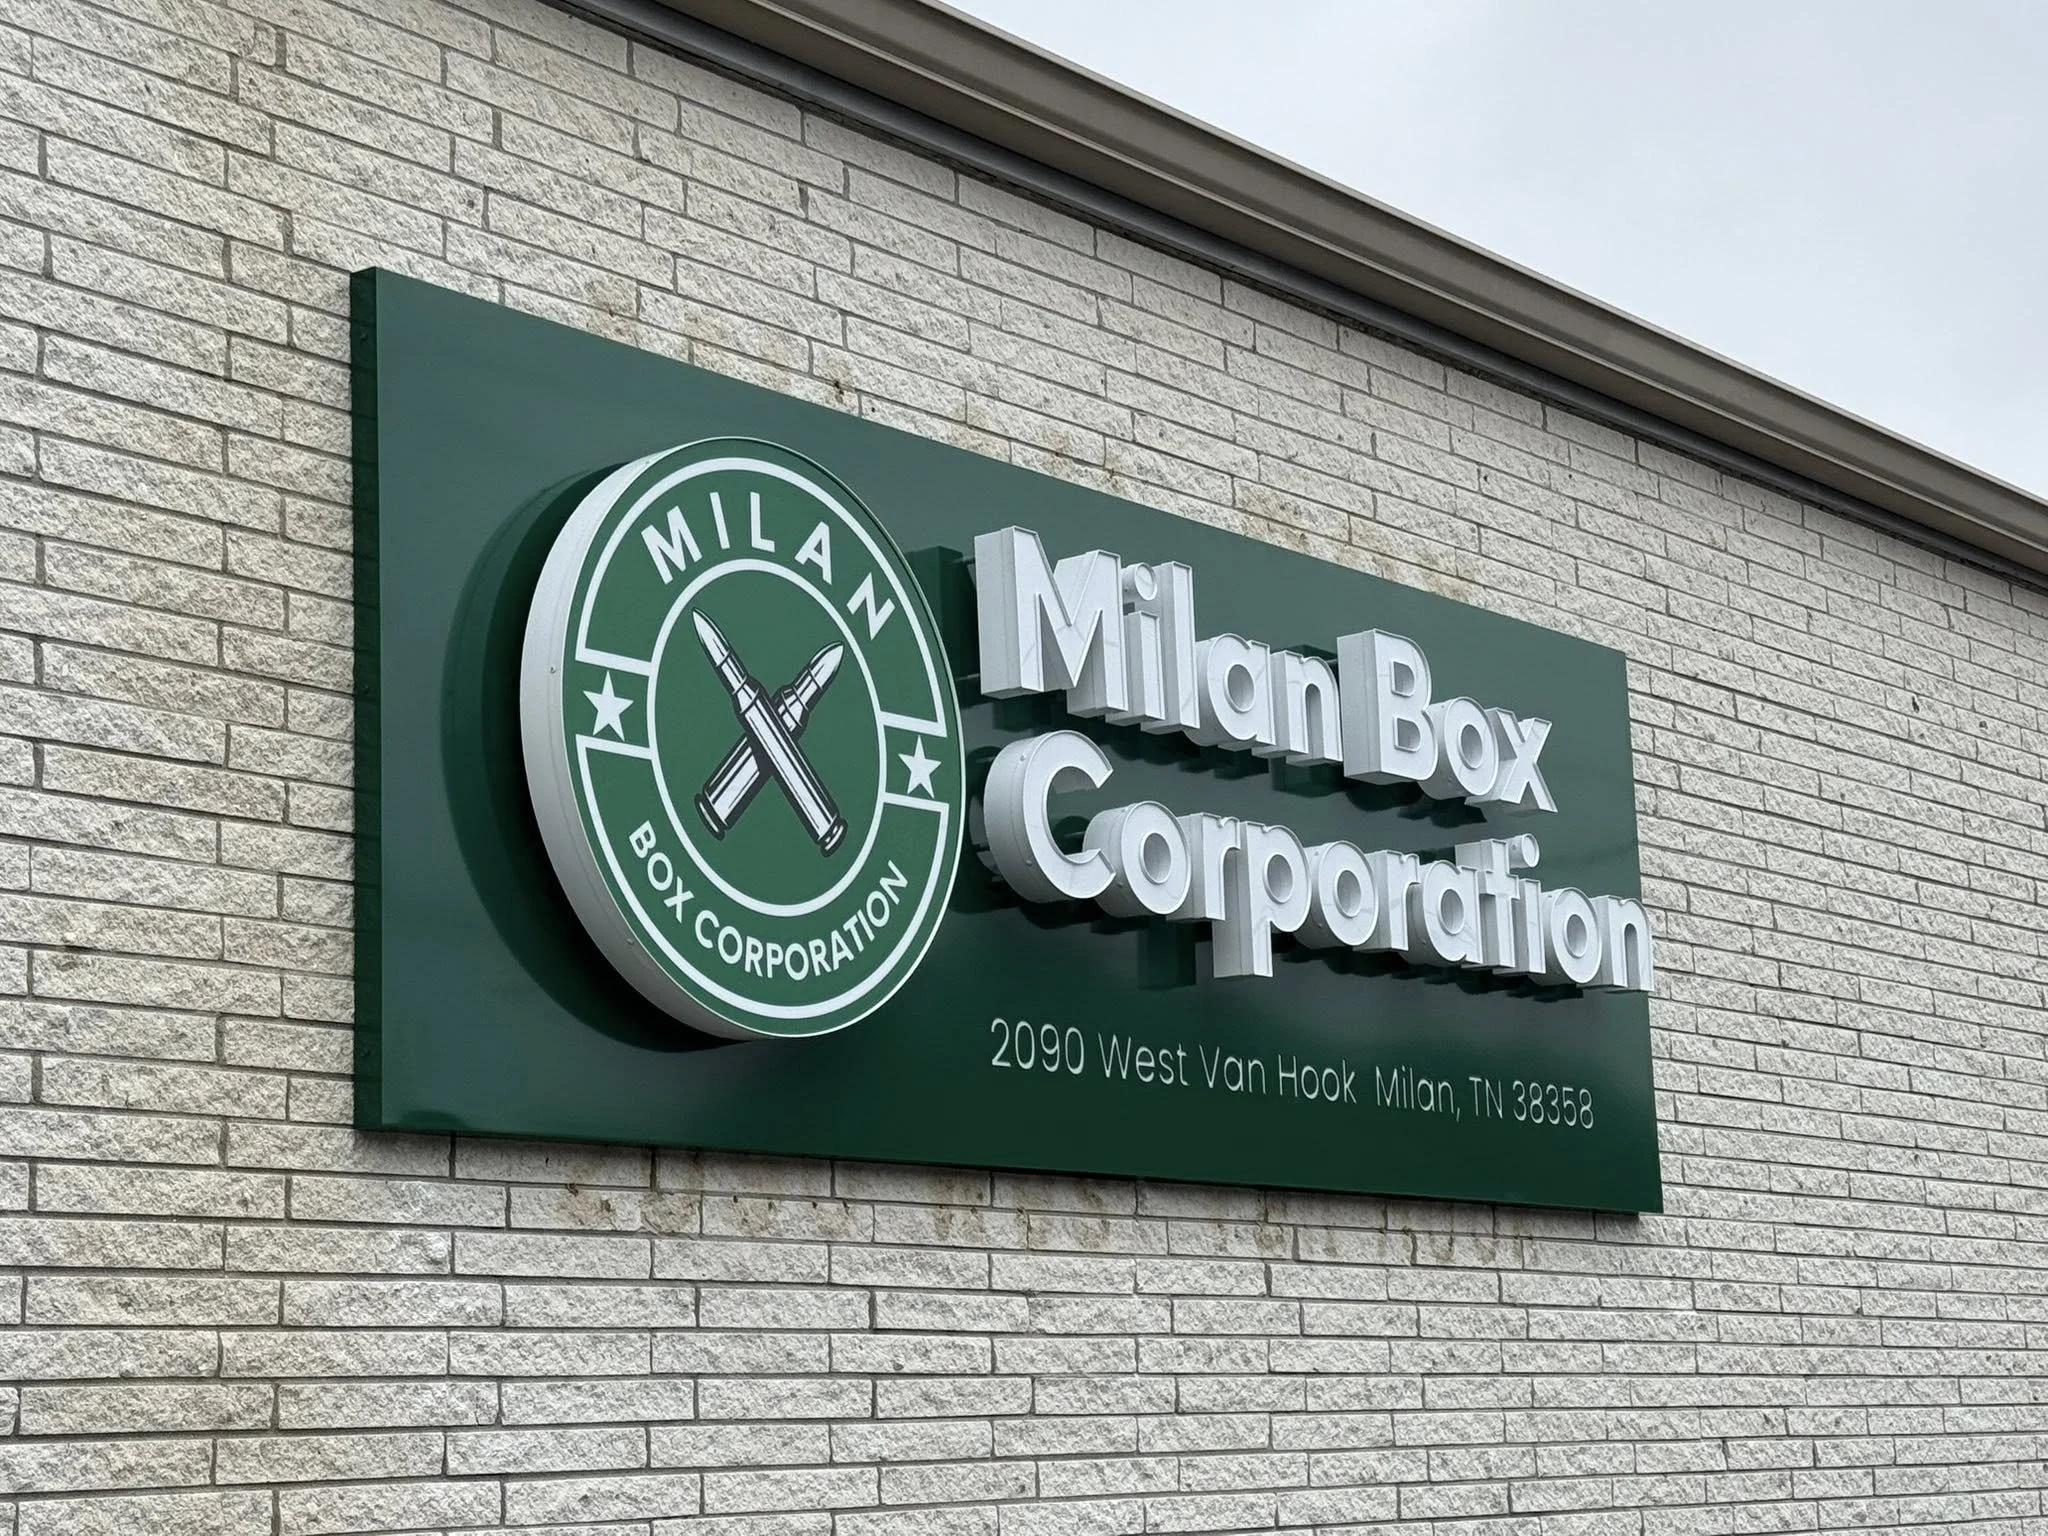 MILAN
BOX CORPORATION
Milan Box
Corporation
2090 West Van Hook Milan, TN 38358